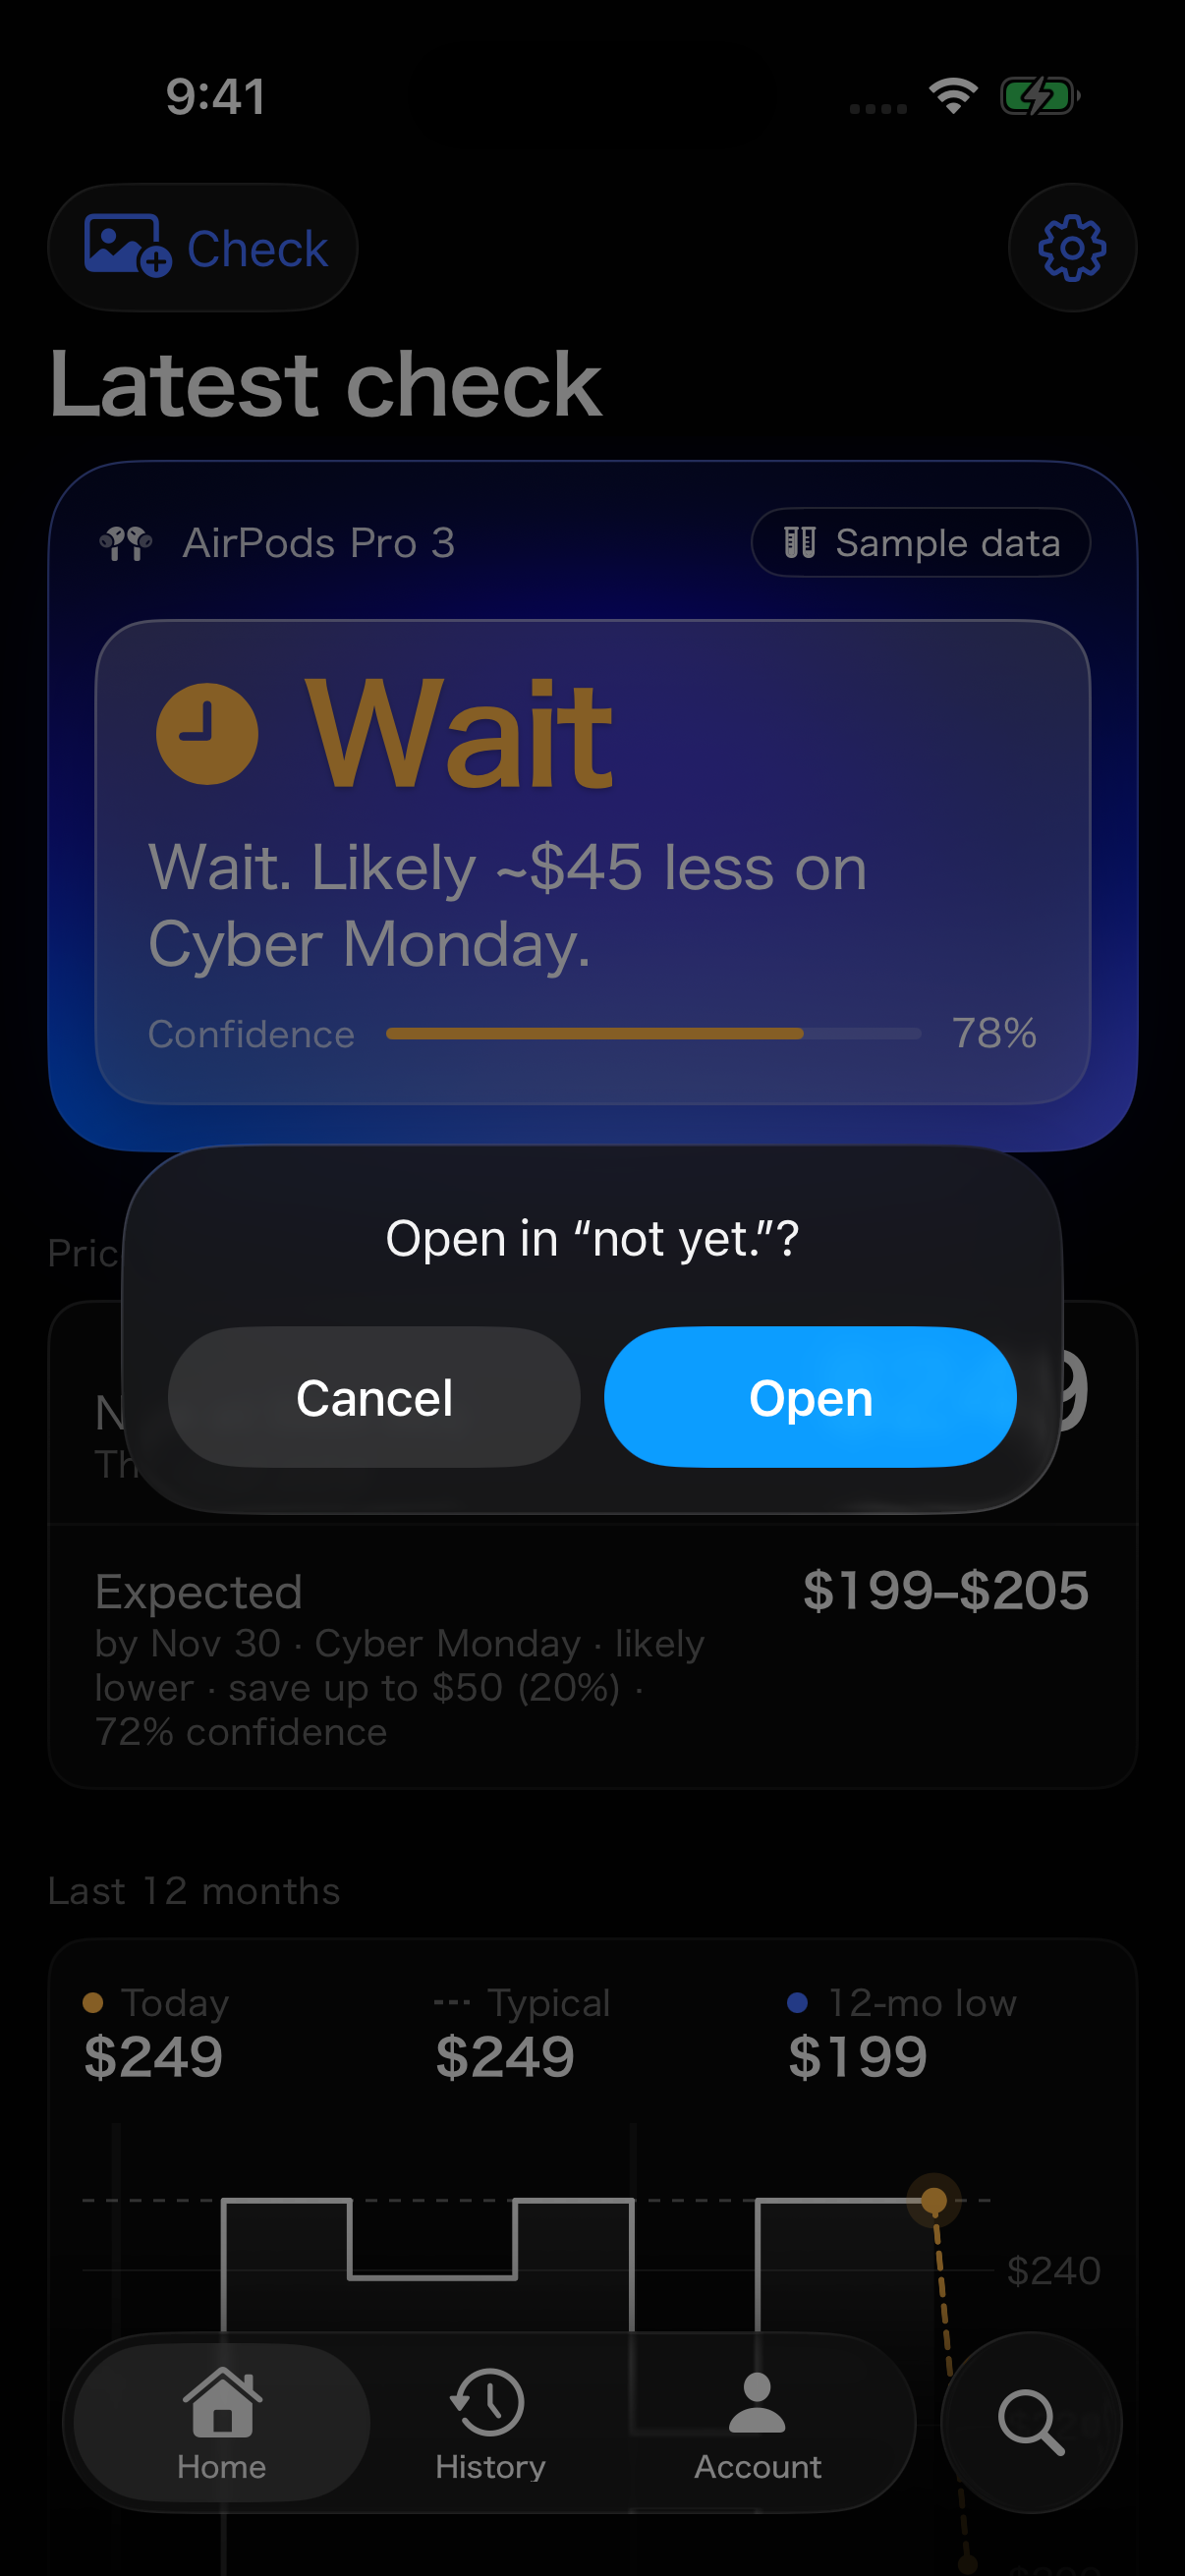 9:41
Check
Latest check
AirPods Pro 3
Sample data
Wait
Wait. Likely ~$45 less on
Cyber Monday.
Confidence
78%
Open in “not yet.”?
Cancel
Open
Expected
$199–$205
by Nov 30 · Cyber Monday · likely
lower · save up to $50 (20%) ·
72% confidence
Last 12 months
Today
Typical
12-mo low
$249
$249
$199
$240
Home
History
Account